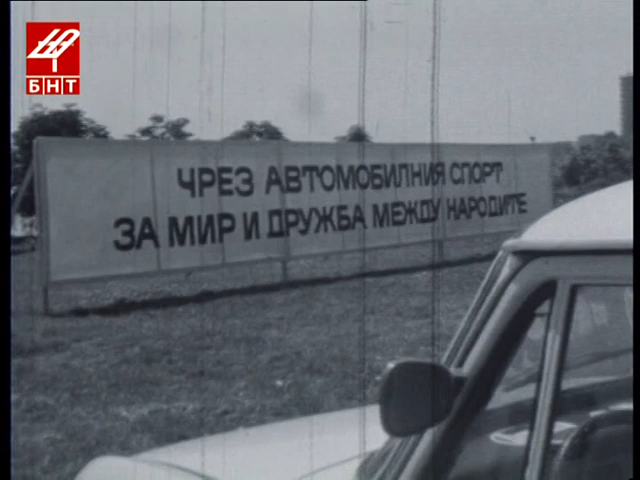 БНТ
ЧРЕЗ АВТОМОБИЛНИЯ СПОРТ
ЗА МИР И ДРУЖБА МЕЖДУ НАРОДИТЕ